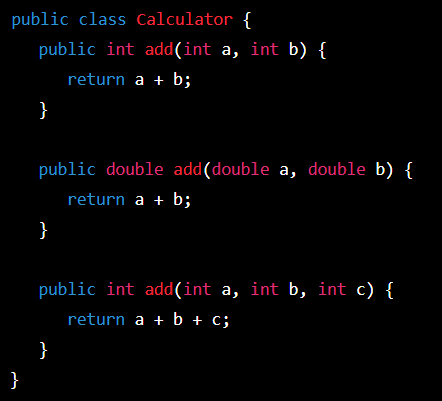 public class Calculator {
   public int add(int a, int b) {
      return a + b;
   }

   public double add(double a, double b) {
      return a + b;
   }

   public int add(int a, int b, int c) {
      return a + b + c;
   }
}